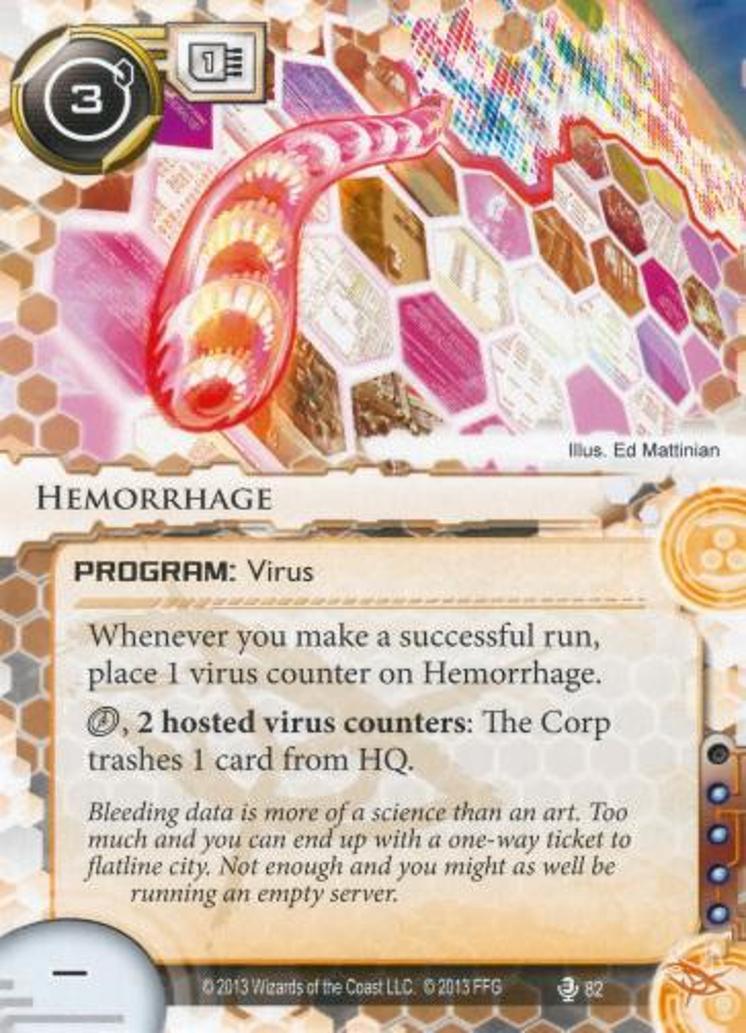 3
1
Illus. Ed Mattinian
HEMORRHAGE
PROGRAM: Virus
Whenever you make a successful run,
place 1 virus counter on Hemorrhage.
, 2 hosted virus counters: The Corp
trashes 1 card from HQ.
Bleeding data is more of a science than an art. Too
much and you can end up with a one-way ticket to
flatline city. Not enough and you might as well be
running an empty server.
–
© 2013 Wizards of the Coast LLC. © 2013 FFG 82